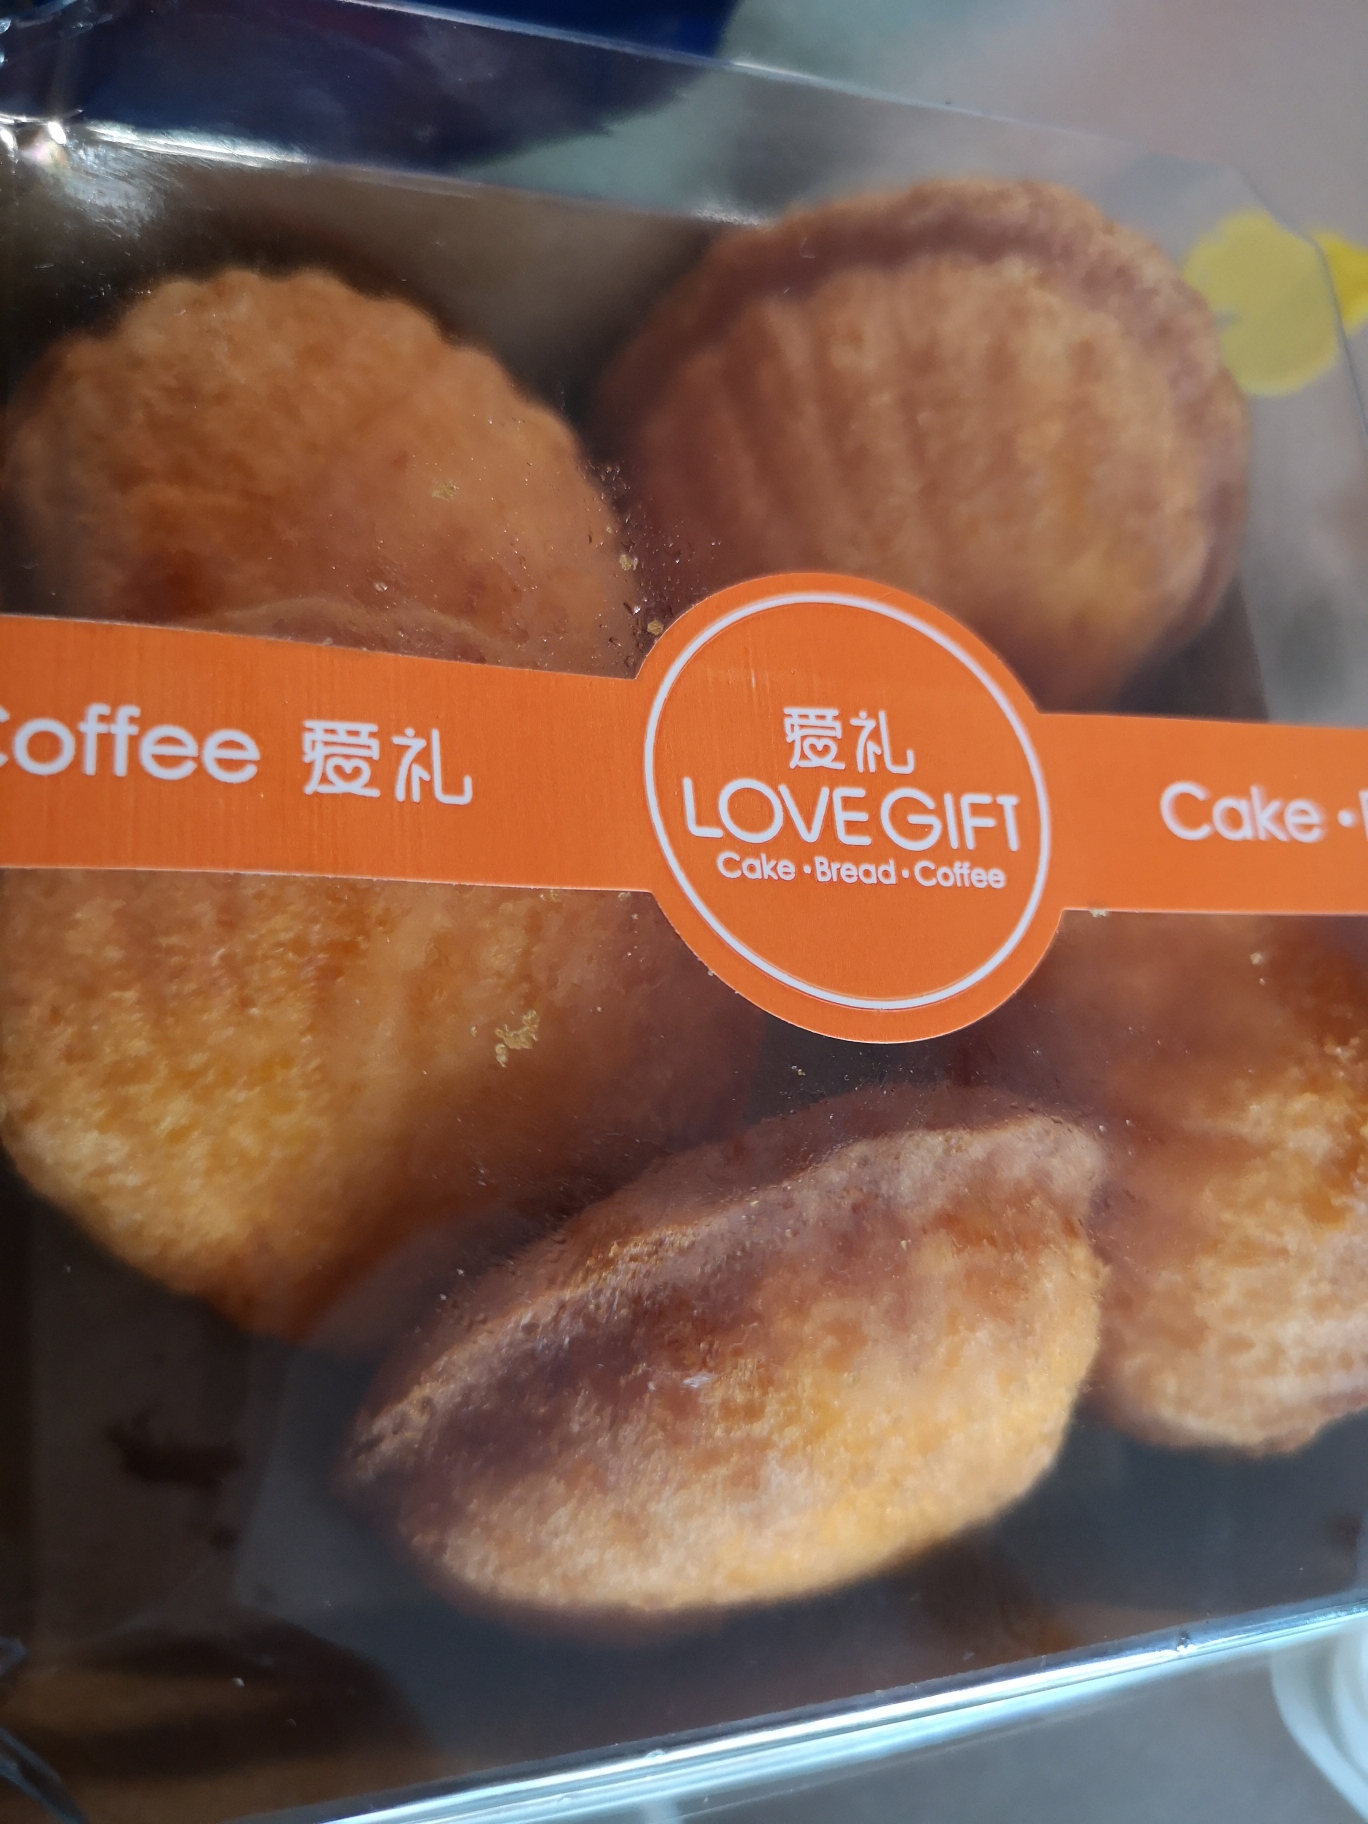 Coffee 爱礼
爱礼
LOVE GIFT
Cake·Bread·Coffee
Cake·